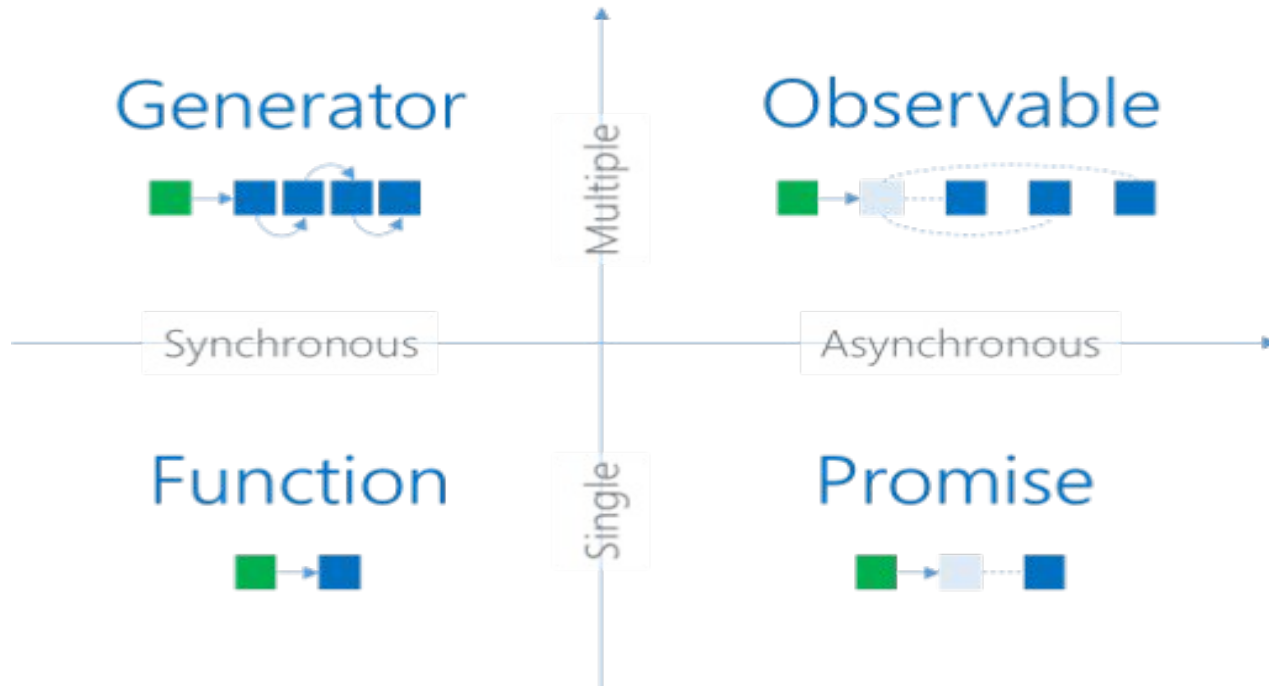 Generator
Observable
Multiple
Synchronous
Asynchronous
Function
Promise
Single